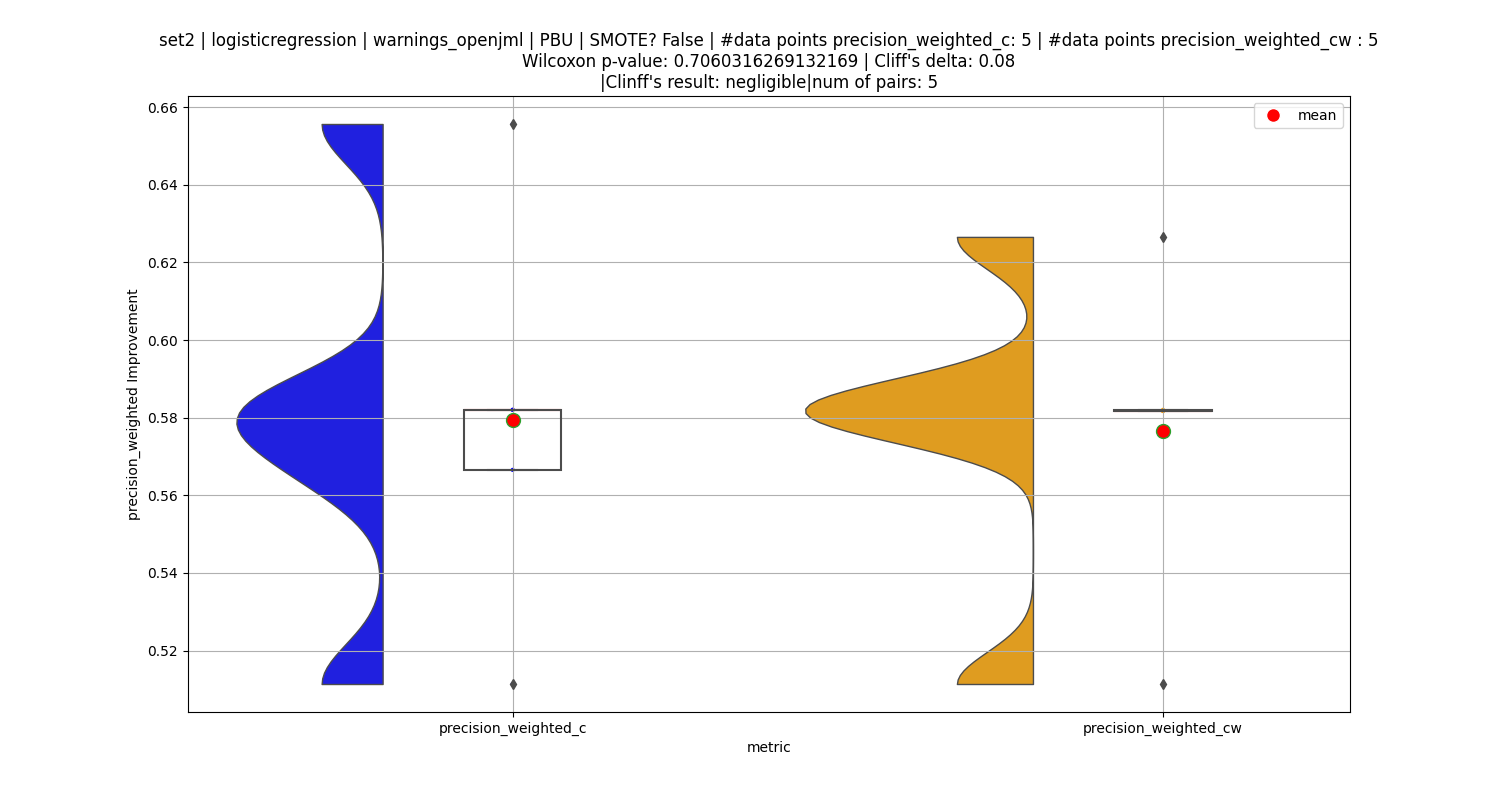 set2 | logisticregression | warnings_openjml | PBU | SMOTE? False | #data points precision_weighted_c: 5 | #data points precision_weighted_cw : 5
Wilcoxon p-value: 0.7060316269132169 | Cliff's delta: 0.08
|Clinff's result: negligible|num of pairs: 5
mean
precision_weighted Improvement
0.66
0.64
0.62
0.60
0.58
0.56
0.54
0.52
precision_weighted_c
precision_weighted_cw
metric